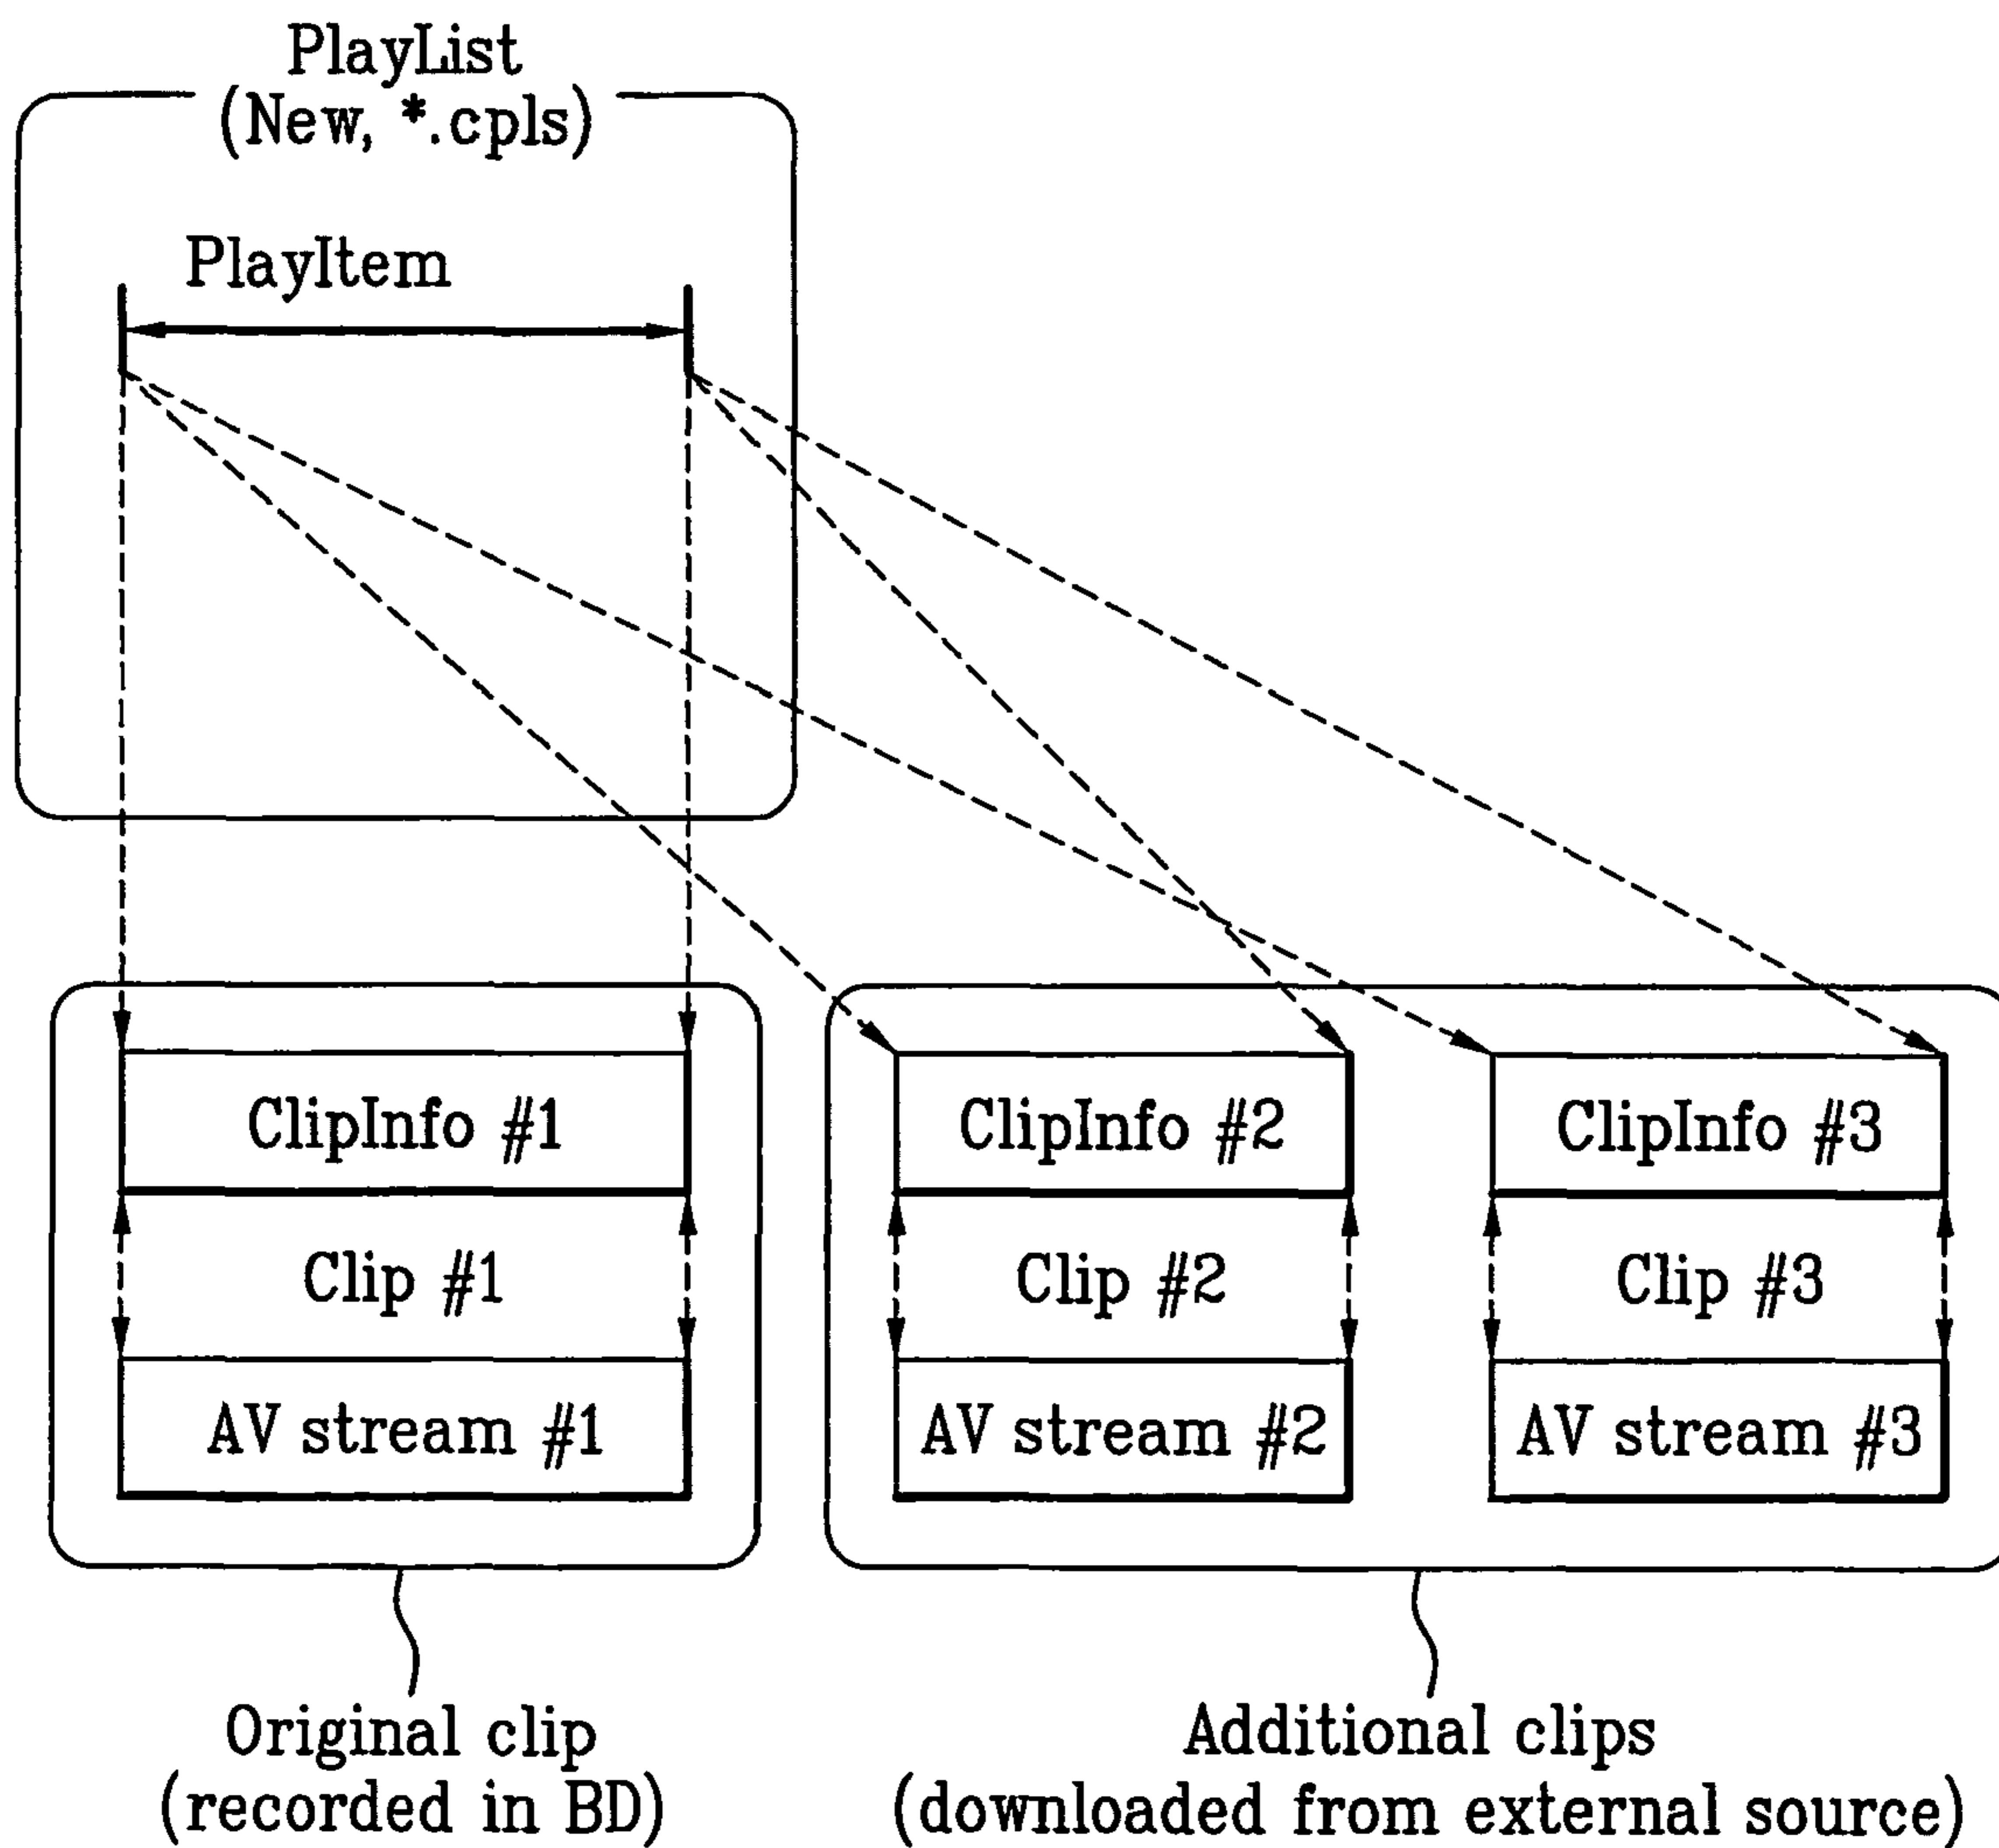 PlayList
(New, *.cpls)
PlayItem
ClipInfo #1
Clip #1
AV stream #1
ClipInfo #2
Clip #2
AV stream #2
ClipInfo #3
Clip #3
AV stream #3
Original clip
(recorded in BD)
Additional clips
(downloaded from external source)